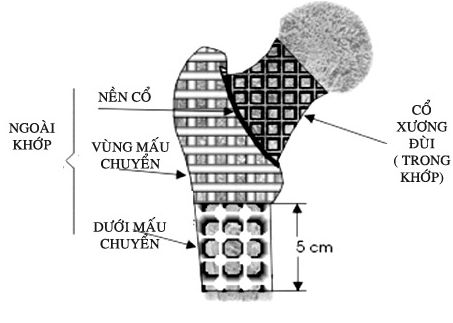 NGOÀI
KHỚP
NỀN CỔ
VÙNG MẤU
CHUYỂN
DƯỚI MẤU
CHUYỂN
CỔ
XƯƠNG
ĐÙI
( TRONG
KHỚP)
5 cm